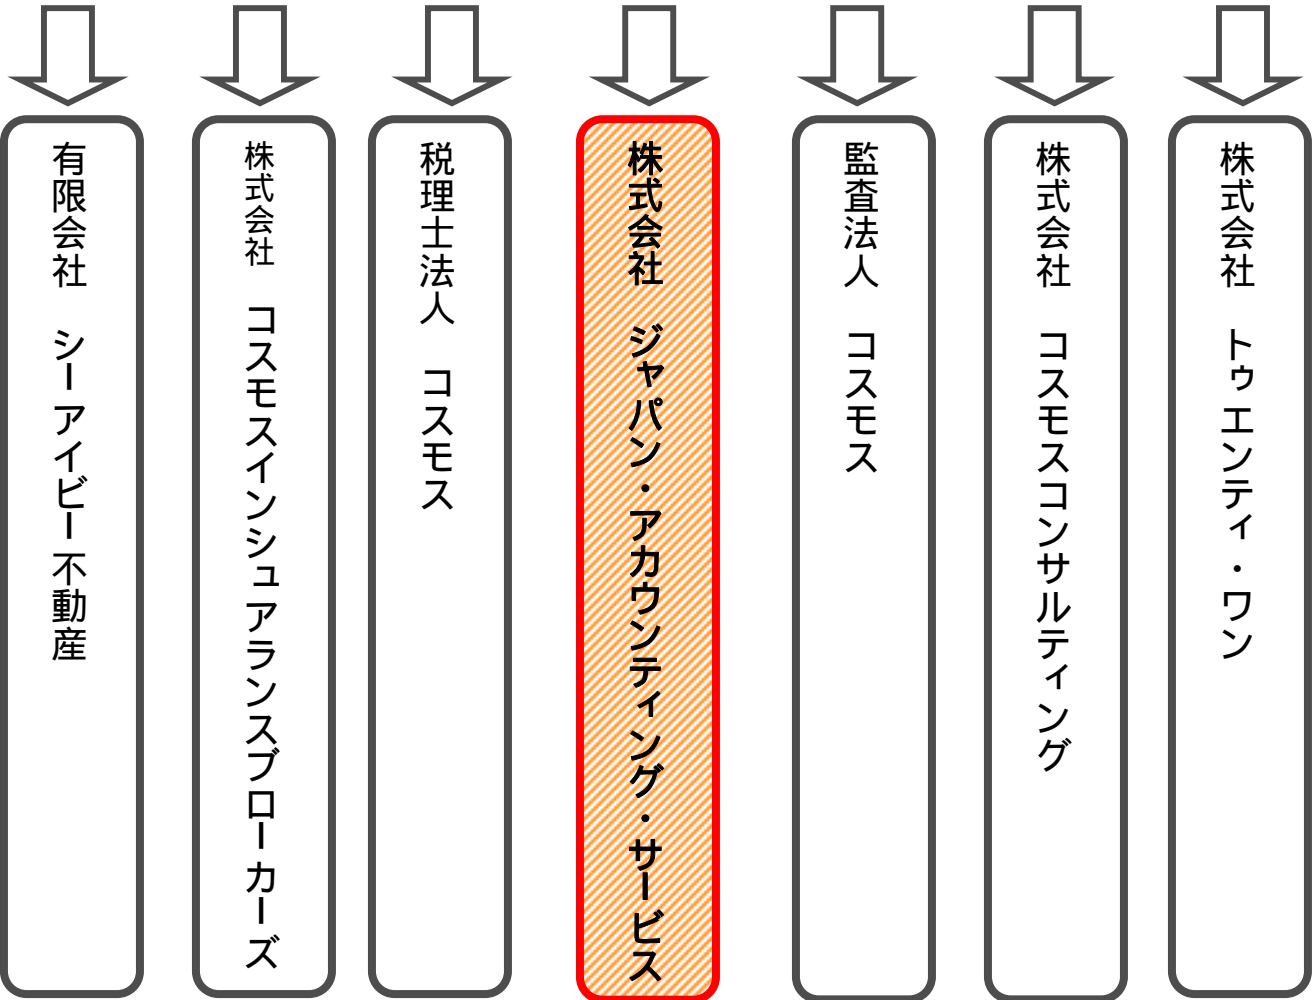 株式会社　トゥエンティ・ワン
株式会社　コスモスコンサルティング
監査法人　コスモス
株式会社　ジャパン・アカウンティング・サービス
税理士法人　コスモス
株式会社　コスモスインシュアランスブローカーズ
有限会社　シーアイビー不動産